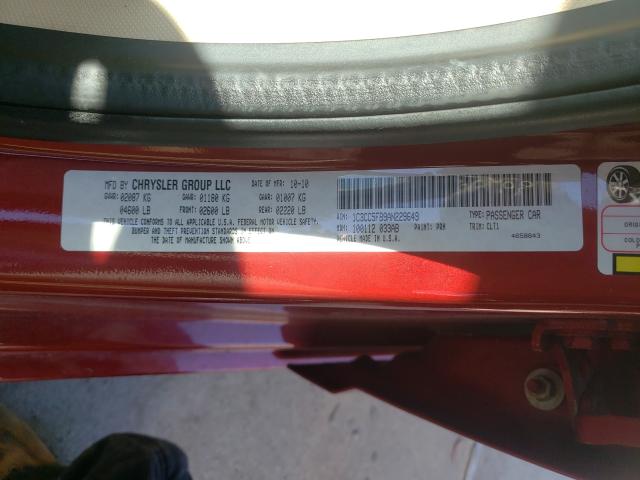 MFD BY CHRYSLER GROUP LLC DATE OF MFR: 10-10
GVWR: 02087 KG GAWR: 01180 KG GAWR: 01007 KG
04600 LB FRONT: 02600 LB REAR: 02220 LB
THIS VEHICLE CONFORMS TO ALL APPLICABLE U.S.A. FEDERAL MOTOR VEHICLE SAFETY,
BUMPER AND THEFT PREVENTION STANDARDS IN EFFECT ON
THE DATE OF MANUFACTURE SHOWN ABOVE
VIN: TYPE: PASSENGER CAR
MDH: 100112 033AB PAINT: PRH TRIM: CLT1
VEHICLE MADE IN U.S.A.